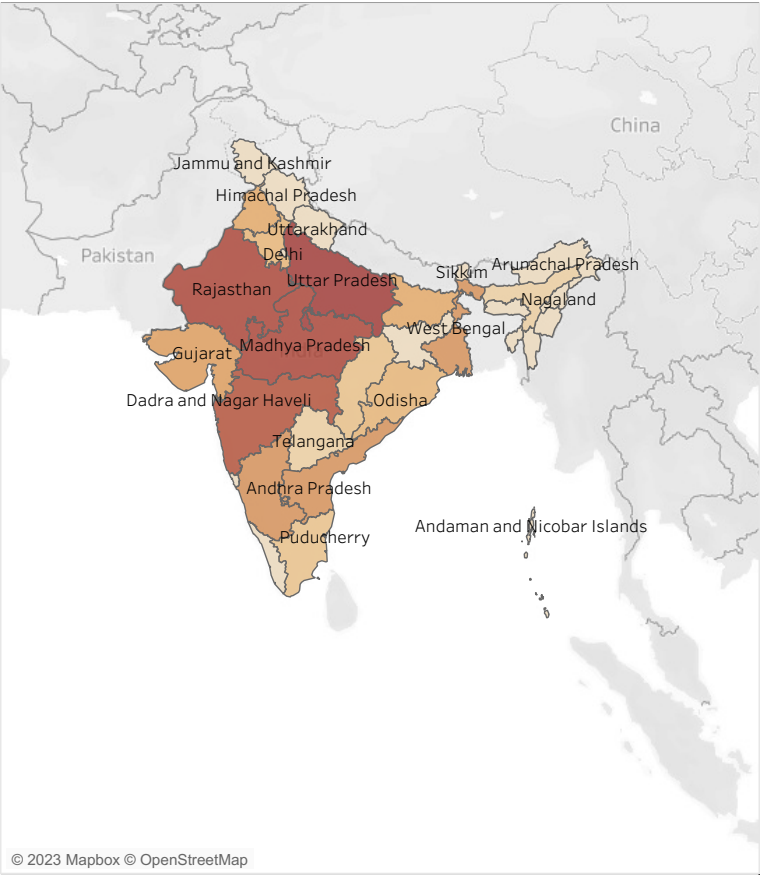 China
Jammu and Kashmir
Himachal Pradesh
Uttarakhand
Pakistan
Delhi
Arunachal Pradesh
Sikkim
Uttar Pradesh
Rajasthan
Nagaland
West Bengal
Madhya Pradesh
Gujarat
Dadra and Nagar Haveli
Odisha
Telangana
Andhra Pradesh
Andaman and Nicobar Islands
Puducherry
© 2023 Mapbox © OpenStreetMap